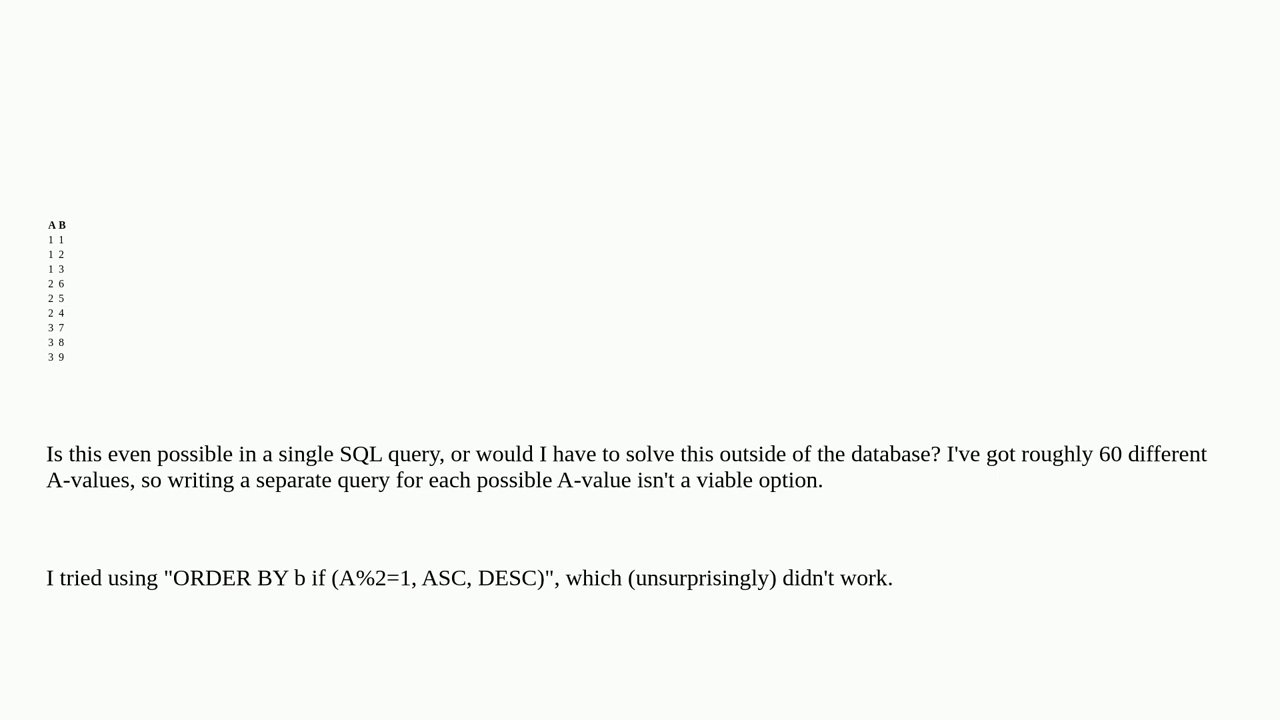 A B
1 1
1 2
1 3
2 6
2 5
2 4
3 7
3 8
3 9
Is this even possible in a single SQL query, or would I have to solve this outside of the database? I've got roughly 60 different
A-values, so writing a separate query for each possible A-value isn't a viable option.
I tried using "ORDER BY b if (A%2=1, ASC, DESC)", which (unsurprisingly) didn't work.